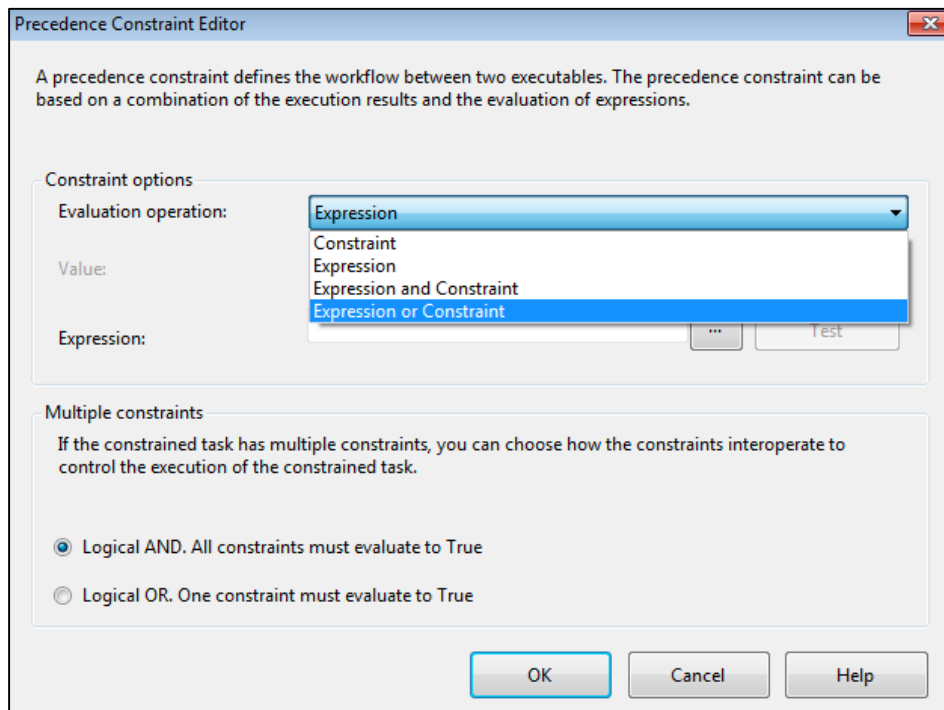 Precedence Constraint Editor
A precedence constraint defines the workflow between two executables. The precedence constraint can be
based on a combination of the execution results and the evaluation of expressions.
Constraint options
Evaluation operation:
Expression
Constraint
Value:
Expression
Expression and Constraint
Expression or Constraint
Expression:
...
Test
Multiple constraints
If the constrained task has multiple constraints, you can choose how the constraints interoperate to
control the execution of the constrained task.
Logical AND. All constraints must evaluate to True
Logical OR. One constraint must evaluate to True
OK
Cancel
Help